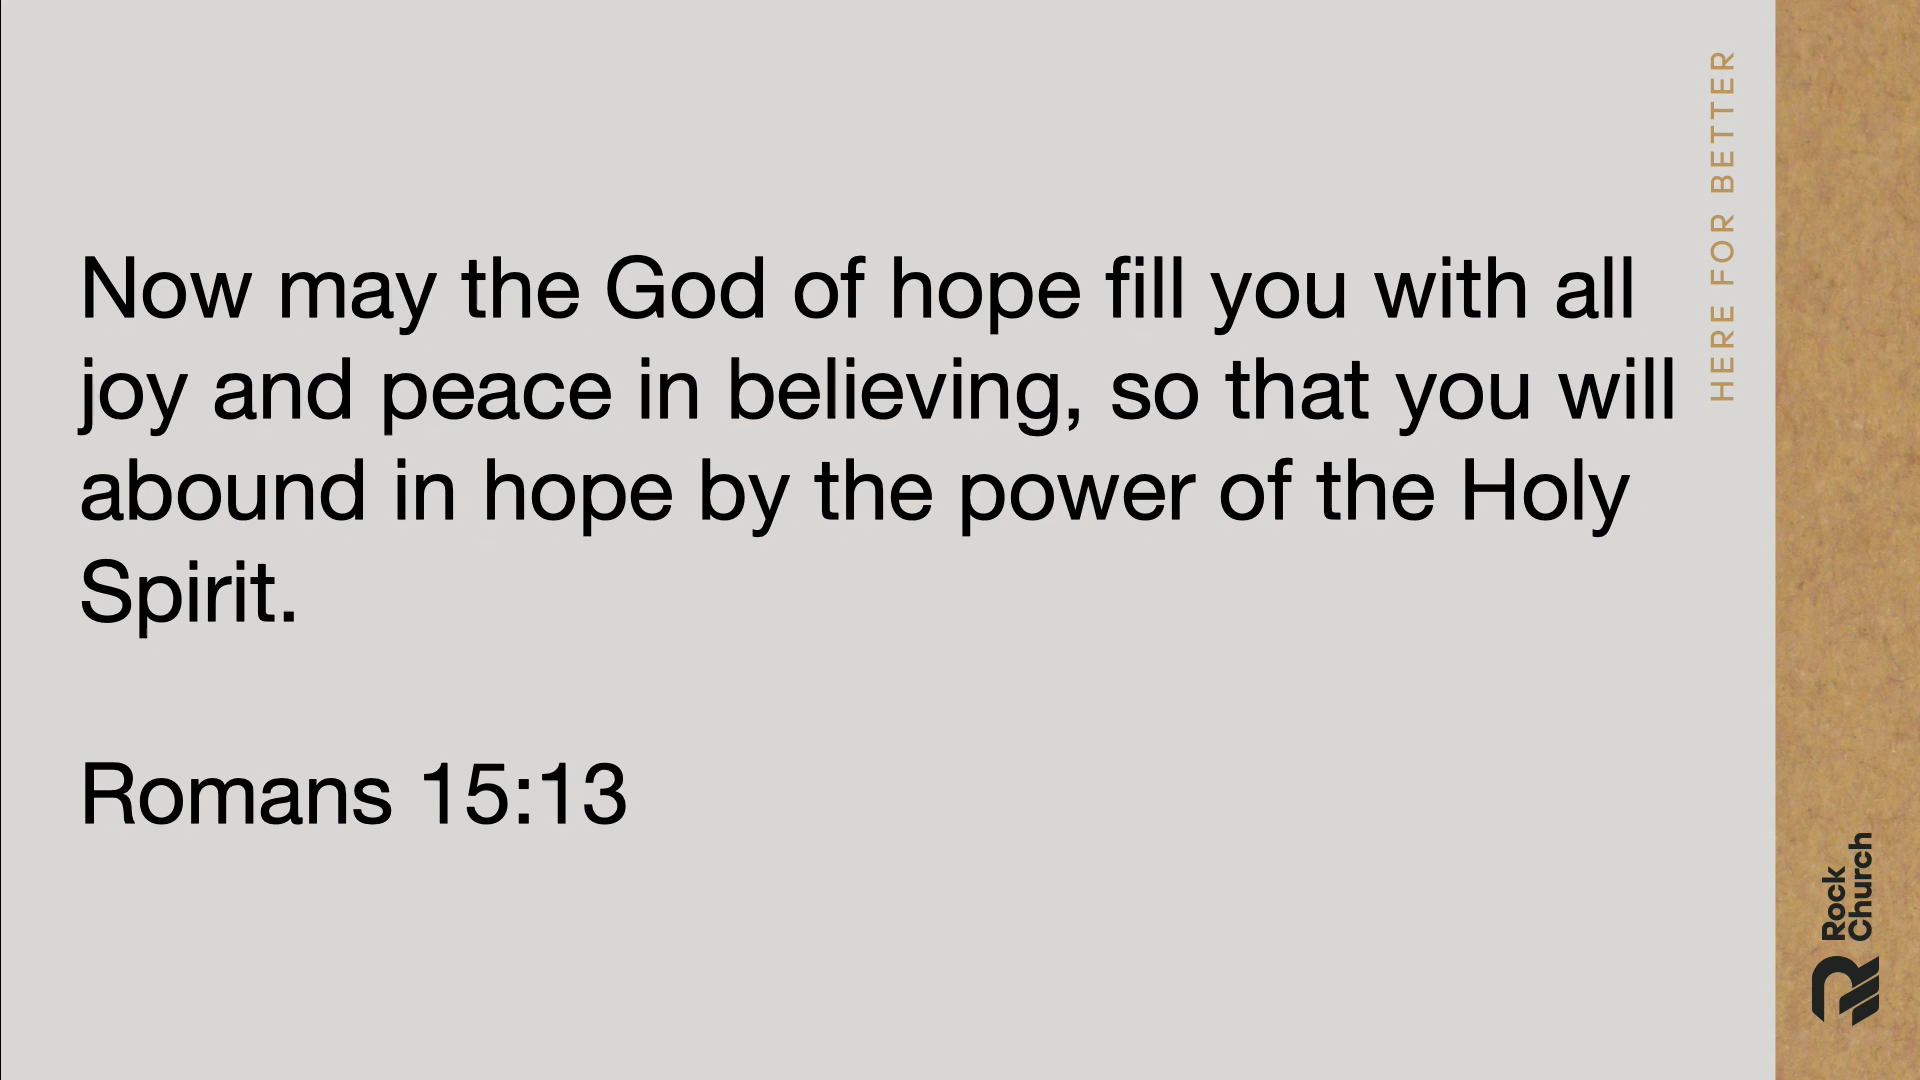 Now may the God of hope fill you with all
joy and peace in believing, so that you will
abound in hope by the power of the Holy
Spirit.
Romans 15:13
HERE FOR BETTER
Rock
Church